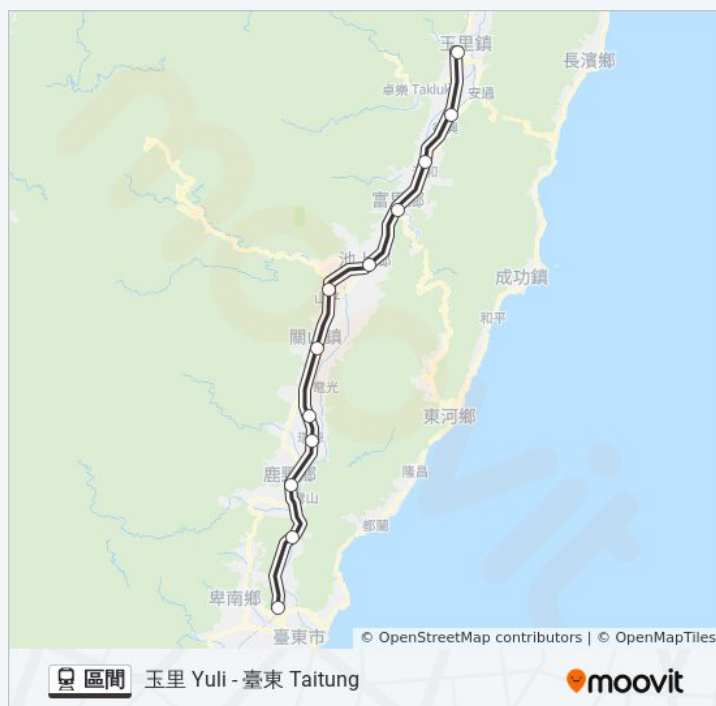 玉里鎮
長濱鄉
卓樂 Takluk
安通
富里鄉
池上鄉
成功鎮
和平
關山鎮
電光
東河鄉
隆昌
鹿野鄉
都蘭
卑南鄉
臺東市
© OpenStreetMap contributors | © OpenMapTiles
區間
玉里 Yuli - 臺東 Taitung
moovit